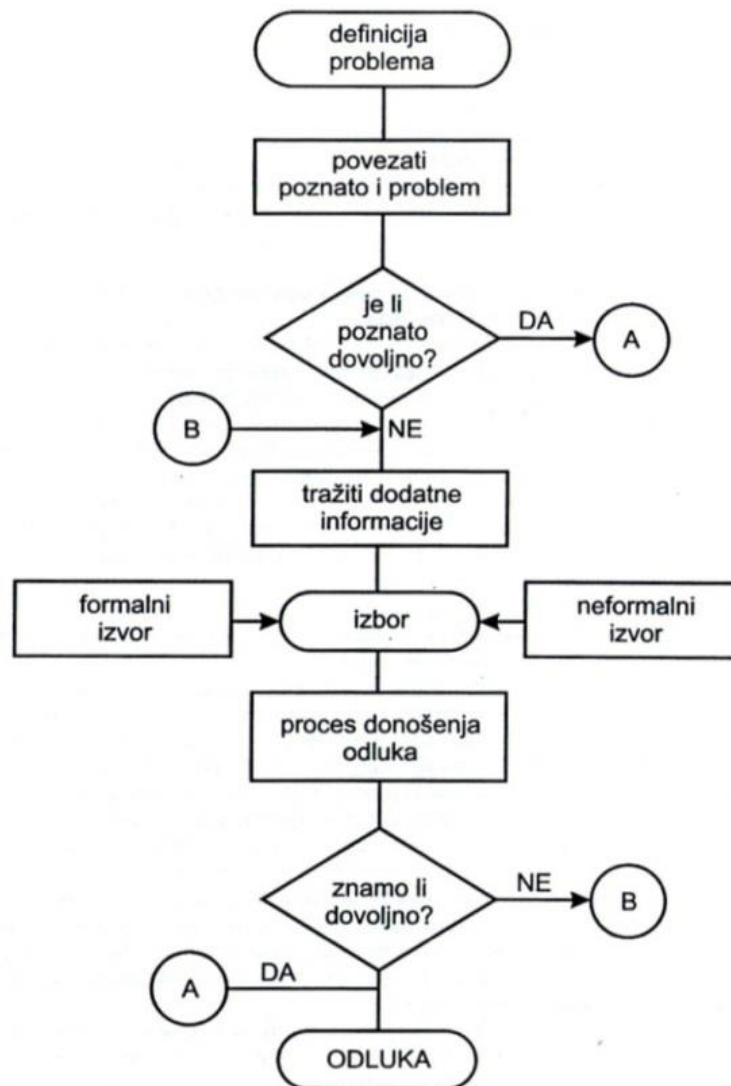 definicija
problema
povezati
poznato i problem
je li
poznato
dovoljno?
DA
A
B
NE
tražiti dodatne
informacije
formalni
izvor
izbor
neformalni
izvor
proces donošenja
odluka
znamo li
dovoljno?
NE
B
A
DA
ODLUKA